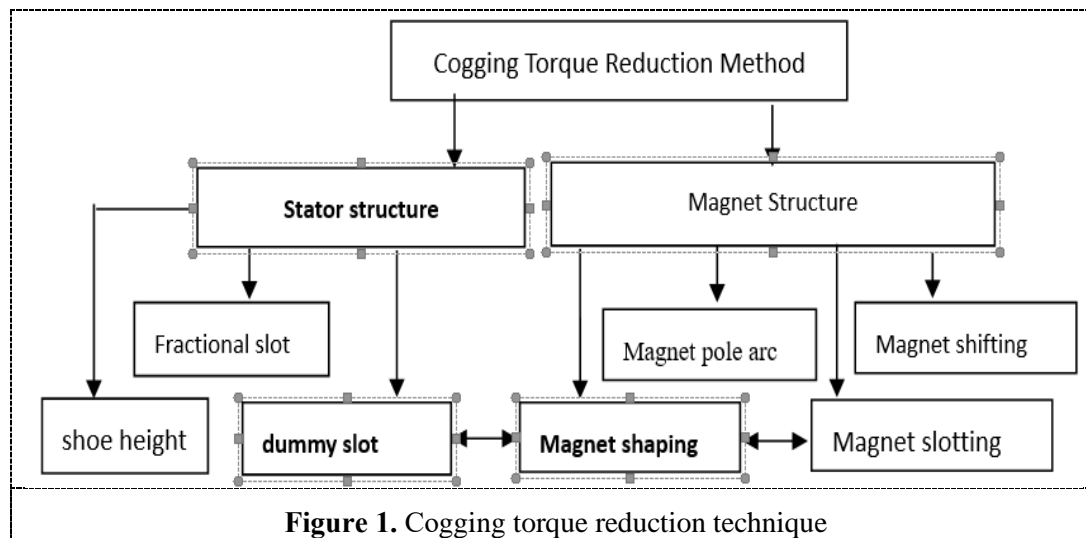 Cogging Torque Reduction Method
Stator structure
Magnet Structure
Fractional slot
Magnet pole arc
Magnet shifting
shoe height
dummy slot
Magnet shaping
Magnet slotting
Figure 1. Cogging torque reduction technique